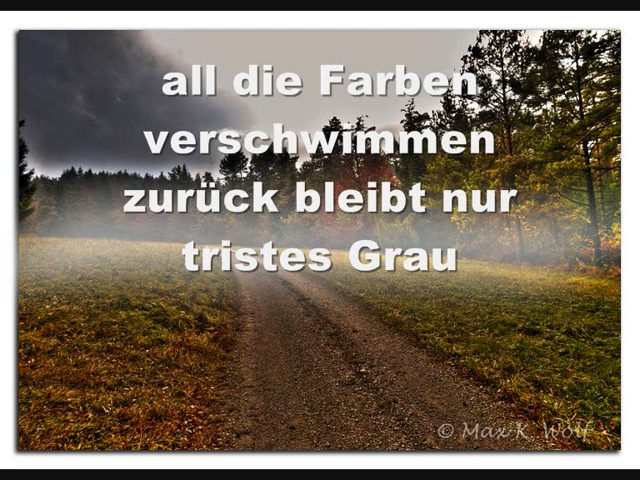 all die Farben
verschwimmen
zurück bleibt nur
tristes Grau
© Max K. Wolf